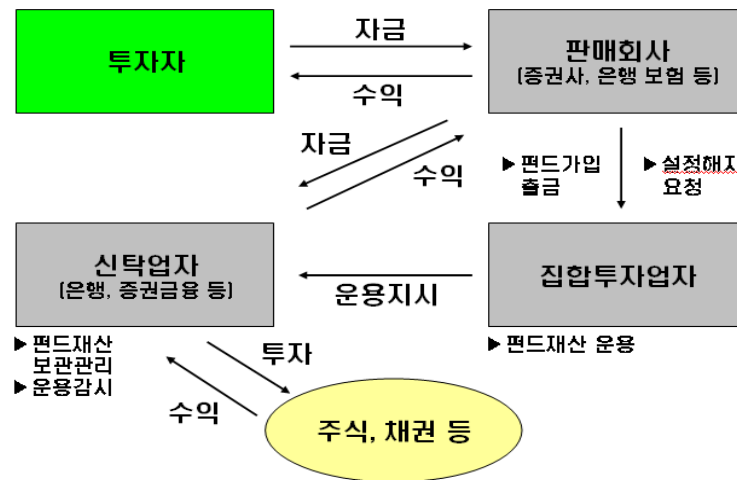 자금
투자자
판매회사
(증권사, 은행 보험 등)
수익
자금
수익
▶ 펀드가입
출금
▶ 설정해지
요청
신탁업자
(은행, 증권금융 등)
운용지시
집합투자업자
▶ 펀드재산
보관관리
▶ 운용감시
▶ 펀드재산 운용
투자
수익
주식, 채권 등